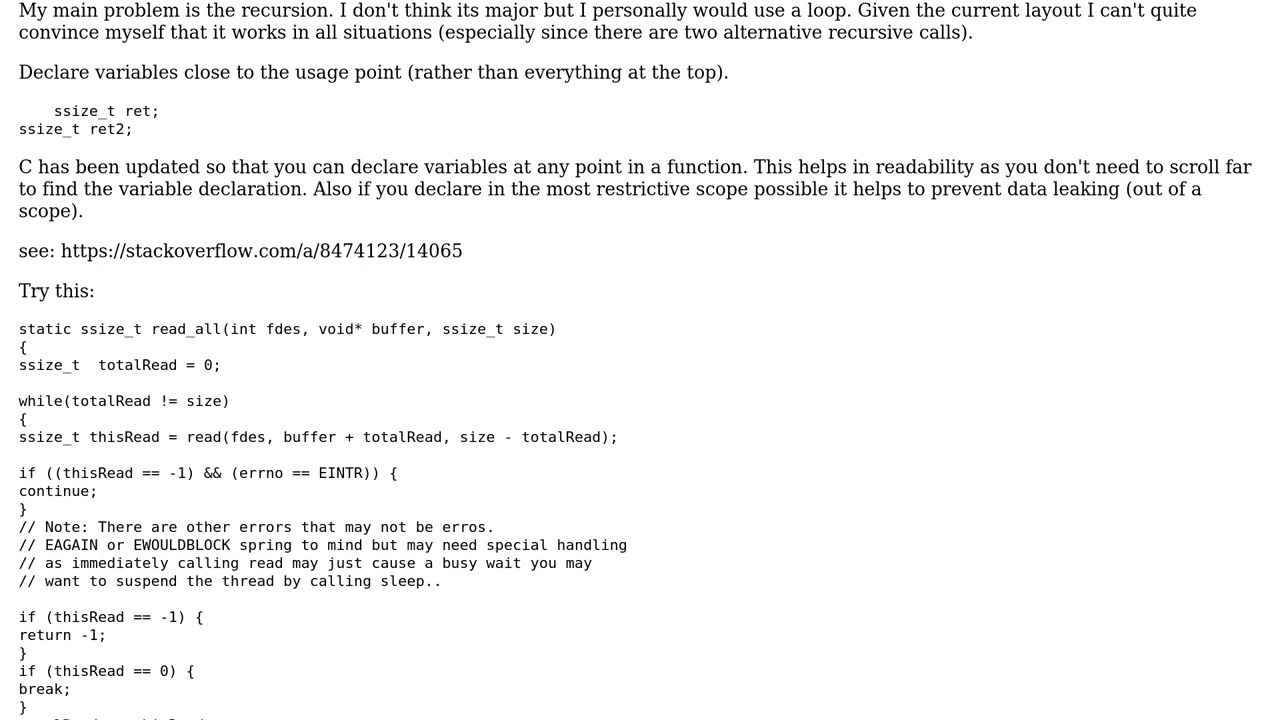 My main problem is the recursion. I don't think its major but I personally would use a loop. Given the current layout I can't quite
convince myself that it works in all situations (especially since there are two alternative recursive calls).
Declare variables close to the usage point (rather than everything at the top).
ssize_t ret;
ssize_t ret2;
C has been updated so that you can declare variables at any point in a function. This helps in readability as you don't need to scroll far
to find the variable declaration. Also if you declare in the most restrictive scope possible it helps to prevent data leaking (out of a
scope).
see: https://stackoverflow.com/a/8474123/14065
Try this:
static ssize_t read_all(int fdes, void* buffer, ssize_t size)
{
ssize_t  totalRead = 0;
while(totalRead != size)
{
ssize_t thisRead = read(fdes, buffer + totalRead, size - totalRead);
if ((thisRead == -1) && (errno == EINTR)) {
continue;
}
// Note: There are other errors that may not be erros.
// EAGAIN or EWOULDBLOCK spring to mind but may need special handling
// as immediately calling read may just cause a busy wait you may
// want to suspend the thread by calling sleep..
if (thisRead == -1) {
return -1;
}
if (thisRead == 0) {
break;
}